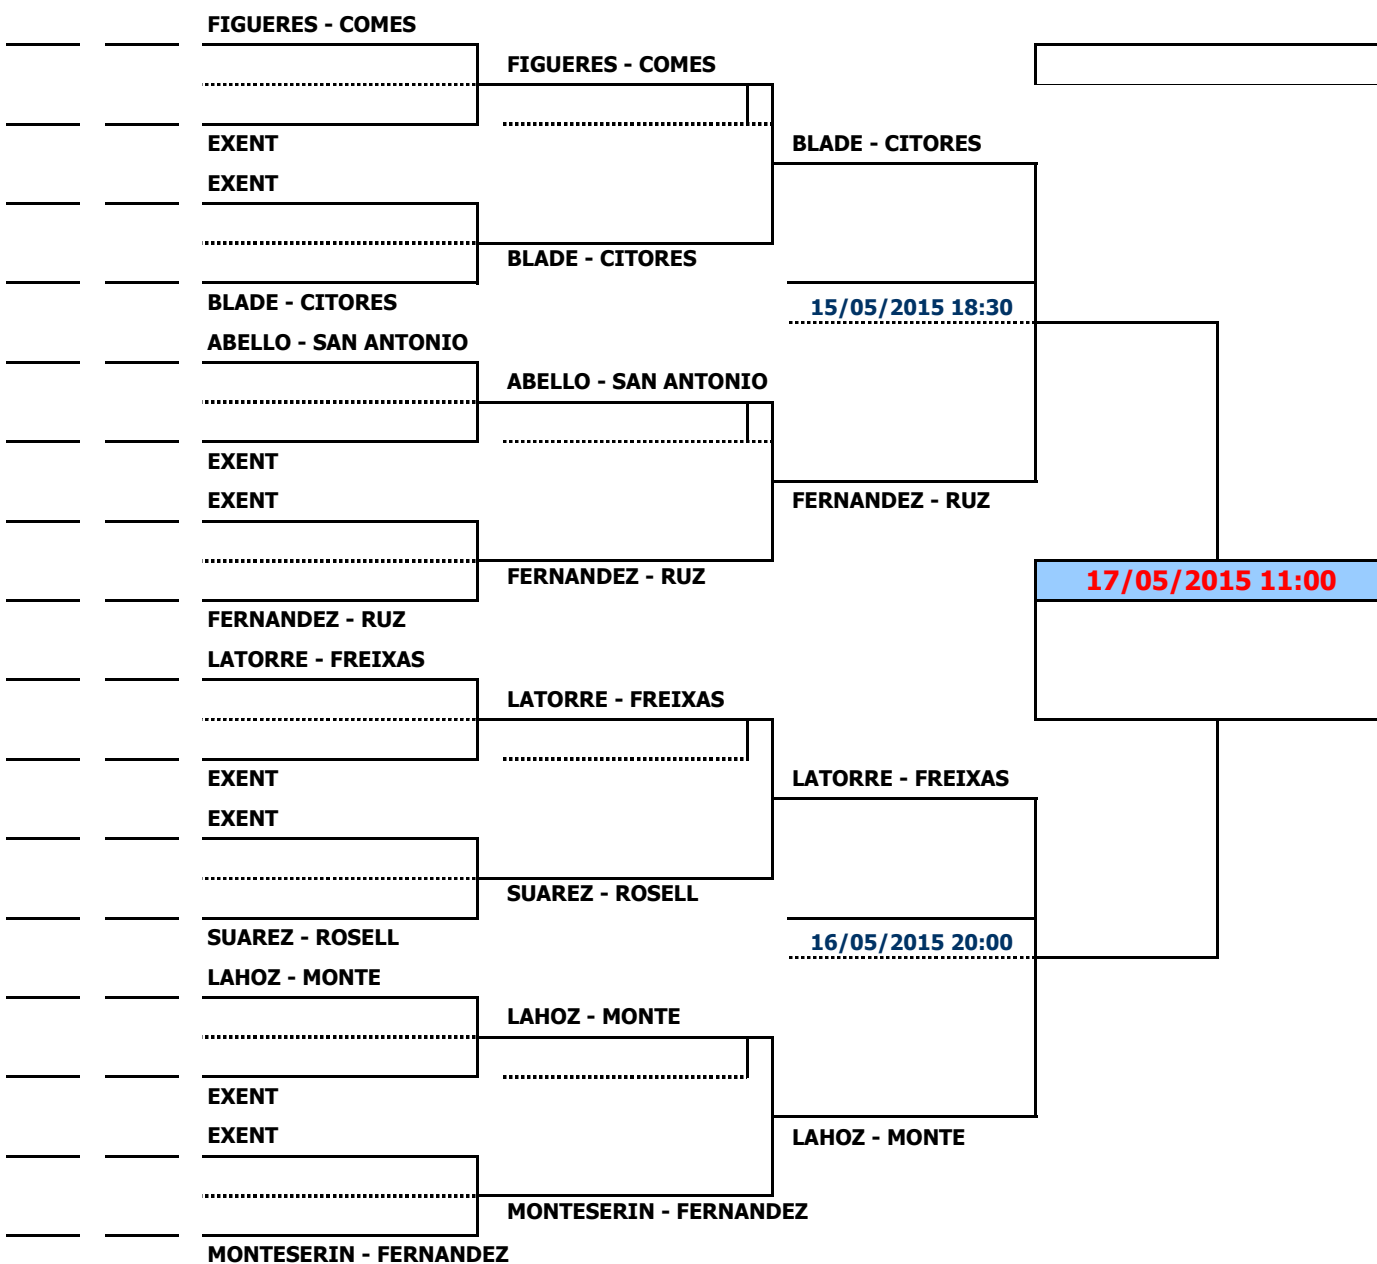 FIGUERES - COMES
FIGUERES - COMES
EXENT
BLADE - CITORES
EXENT
BLADE - CITORES
BLADE - CITORES
15/05/2015 18:30
ABELLO - SAN ANTONIO
ABELLO - SAN ANTONIO
EXENT
EXENT
FERNANDEZ - RUZ
FERNANDEZ - RUZ
17/05/2015 11:00
FERNANDEZ - RUZ
LATORRE - FREIXAS
LATORRE - FREIXAS
EXENT
LATORRE - FREIXAS
EXENT
SUAREZ - ROSELL
SUAREZ - ROSELL
16/05/2015 20:00
LAHOZ - MONTE
LAHOZ - MONTE
EXENT
EXENT
LAHOZ - MONTE
MONTESERIN - FERNANDEZ
MONTESERIN - FERNANDEZ